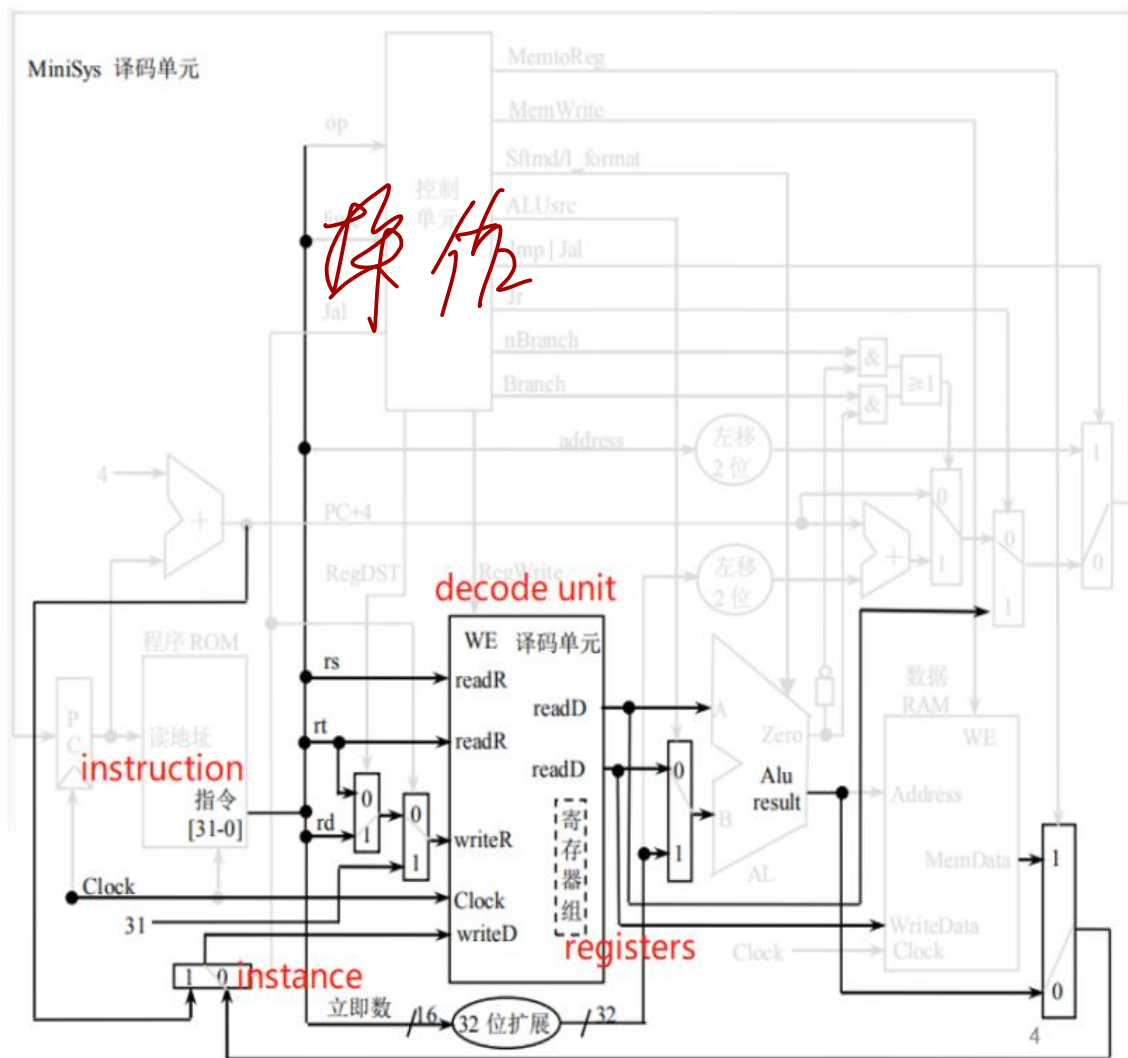 MiniSys 译码单元
MemtoReg
MemWrite
op
Sftmd/I_format
控制
单元
ALUsrc
操作
Jmp | Jal
Jal
Jr
nBranch
&
≥1
Branch
&
address
左移
2 位
1
0
4
+
PC+4
0
1
+
0
1
RegDST
RegWrite
左移
2 位
decode unit
程序 ROM
WE 译码单元
数据
RAM
rs
readR
readD
A
P
C
读地址
rt
readR
Zero
WE
instruction
readD
0
Alu
result
指令
[31-0]
0
1
0
1
rd
writeR
寄
存
器
组
1
B
Address
MemData
1
AL
Clock
Clock
31
writeD
registers
WriteData
Clock
Clock
1 0
instance
立即数
16
32 位扩展
32
0
4